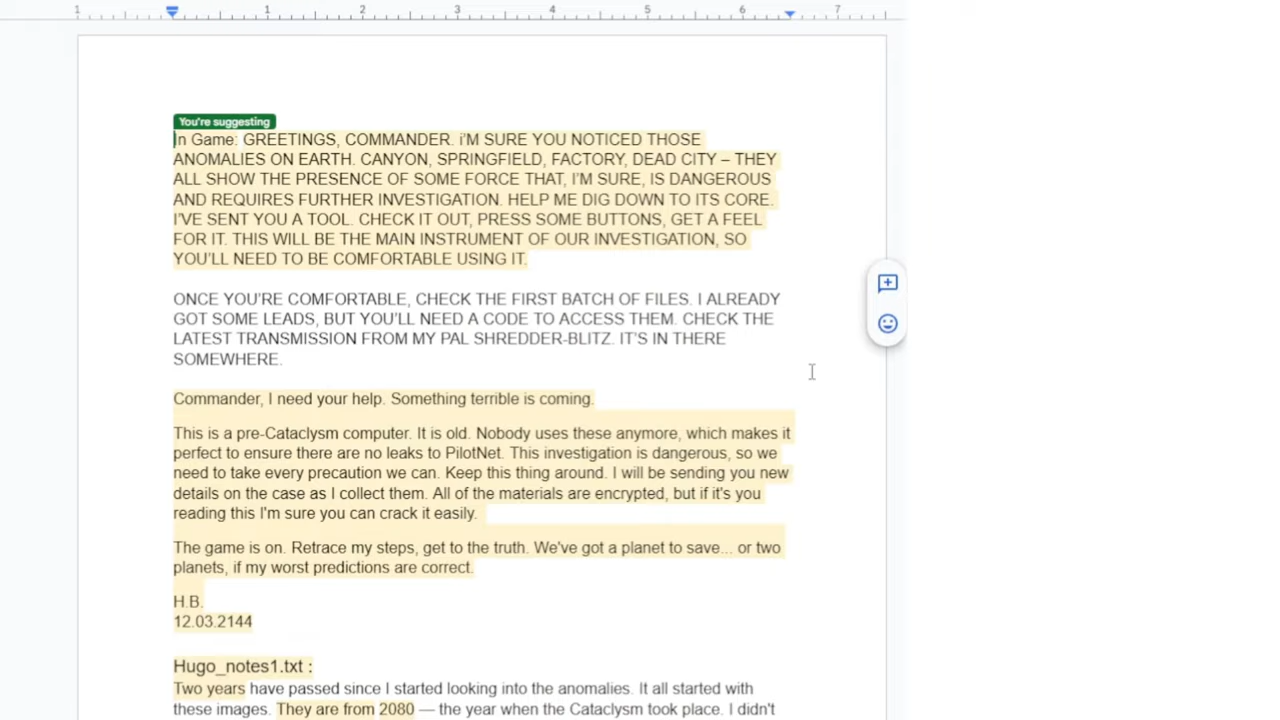 1 1 2 3 4 5 6 7
You're suggesting
In Game: GREETINGS, COMMANDER. i'M SURE YOU NOTICED THOSE
ANOMALIES ON EARTH. CANYON, SPRINGFIELD, FACTORY, DEAD CITY – THEY
ALL SHOW THE PRESENCE OF SOME FORCE THAT, I'M SURE, IS DANGEROUS
AND REQUIRES FURTHER INVESTIGATION. HELP ME DIG DOWN TO ITS CORE.
I'VE SENT YOU A TOOL. CHECK IT OUT, PRESS SOME BUTTONS, GET A FEEL
FOR IT. THIS WILL BE THE MAIN INSTRUMENT OF OUR INVESTIGATION, SO
YOU'LL NEED TO BE COMFORTABLE USING IT.
ONCE YOU'RE COMFORTABLE, CHECK THE FIRST BATCH OF FILES. I ALREADY
GOT SOME LEADS, BUT YOU'LL NEED A CODE TO ACCESS THEM. CHECK THE
LATEST TRANSMISSION FROM MY PAL SHREDDER-BLITZ. IT'S IN THERE
SOMEWHERE.
Commander, I need your help. Something terrible is coming.
This is a pre-Cataclysm computer. It is old. Nobody uses these anymore, which makes it
perfect to ensure there are no leaks to PilotNet. This investigation is dangerous, so we
need to take every precaution we can. Keep this thing around. I will be sending you new
details on the case as I collect them. All of the materials are encrypted, but if it's you
reading this I'm sure you can crack it easily.
The game is on. Retrace my steps, get to the truth. We've got a planet to save... or two
planets, if my worst predictions are correct.
H.B.
12.03.2144
Hugo_notes1.txt :
Two years have passed since I started looking into the anomalies. It all started with
these images. They are from 2080 — the year when the Cataclysm took place. I didn't